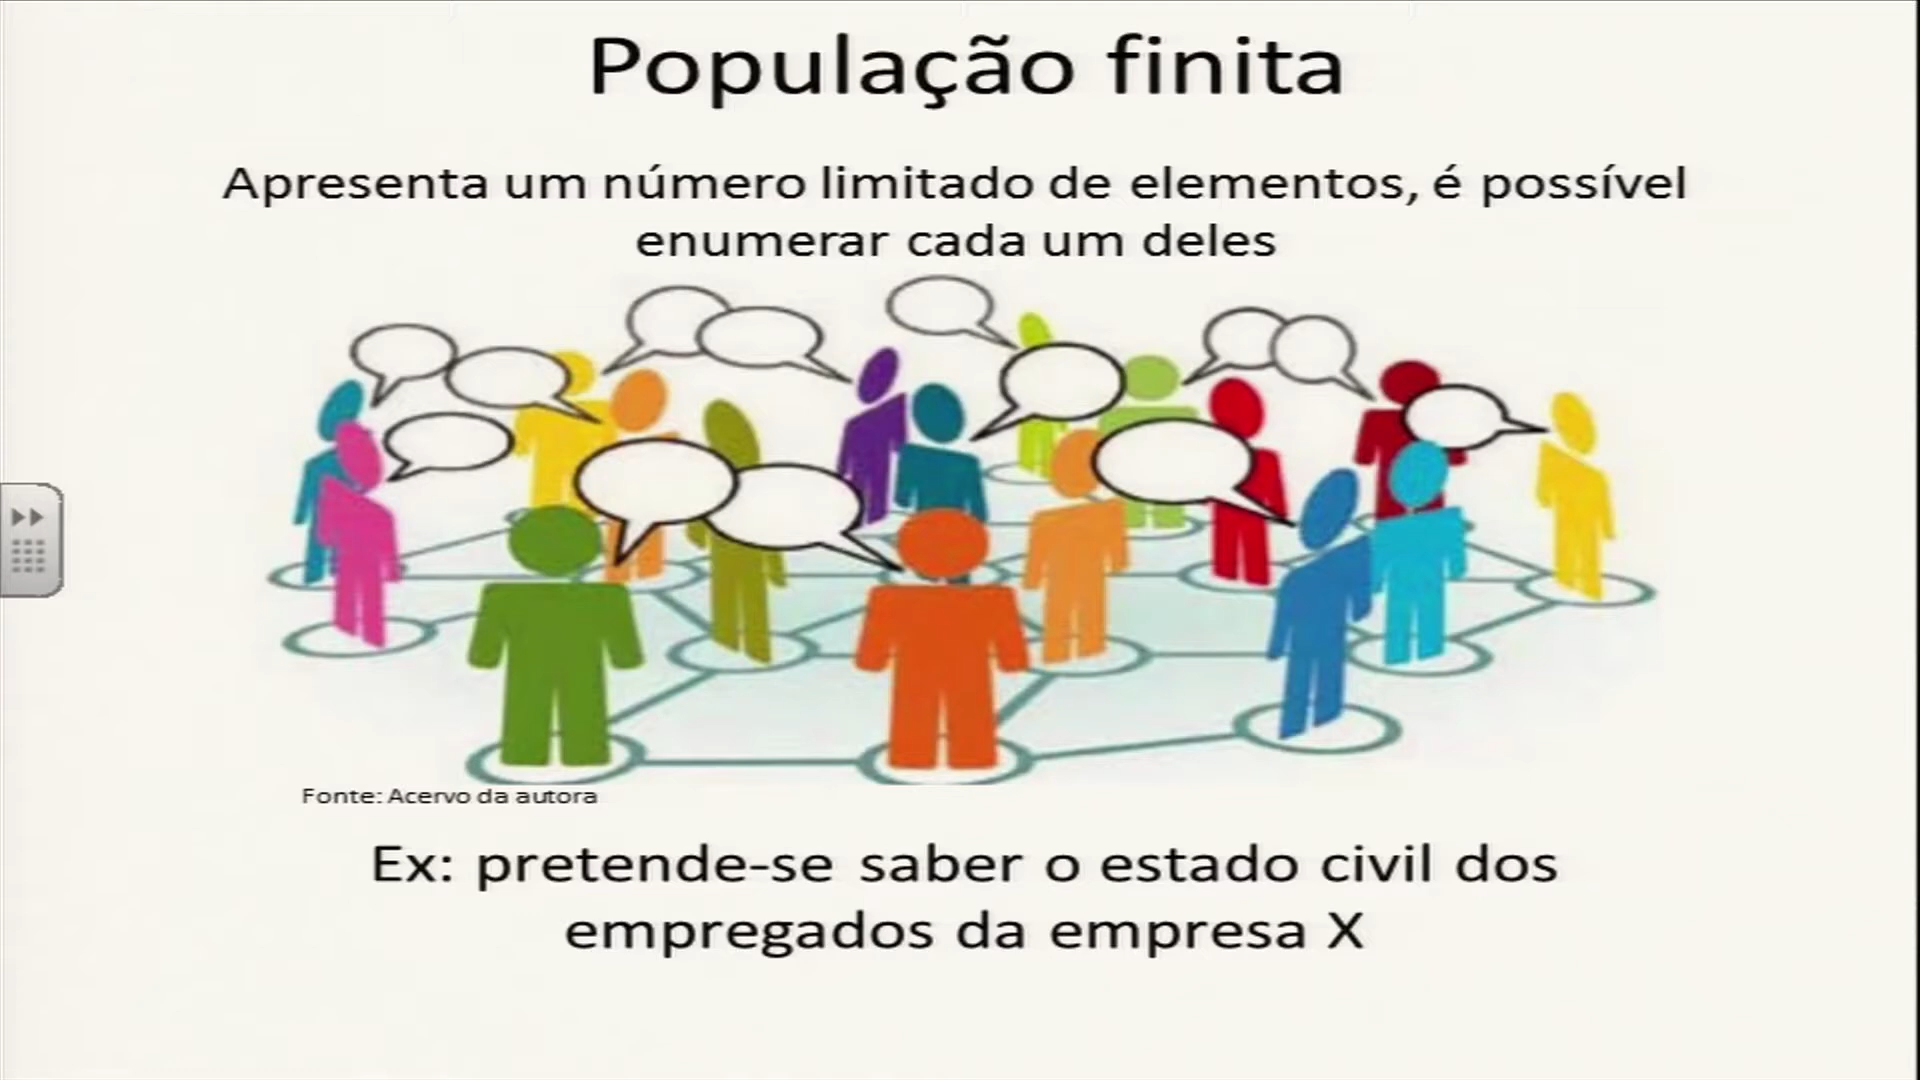 População finita
Apresenta um número limitado de elementos, é possível
enumerar cada um deles
Fonte: Acervo da autora
Ex: pretende-se saber o estado civil dos
empregados da empresa X